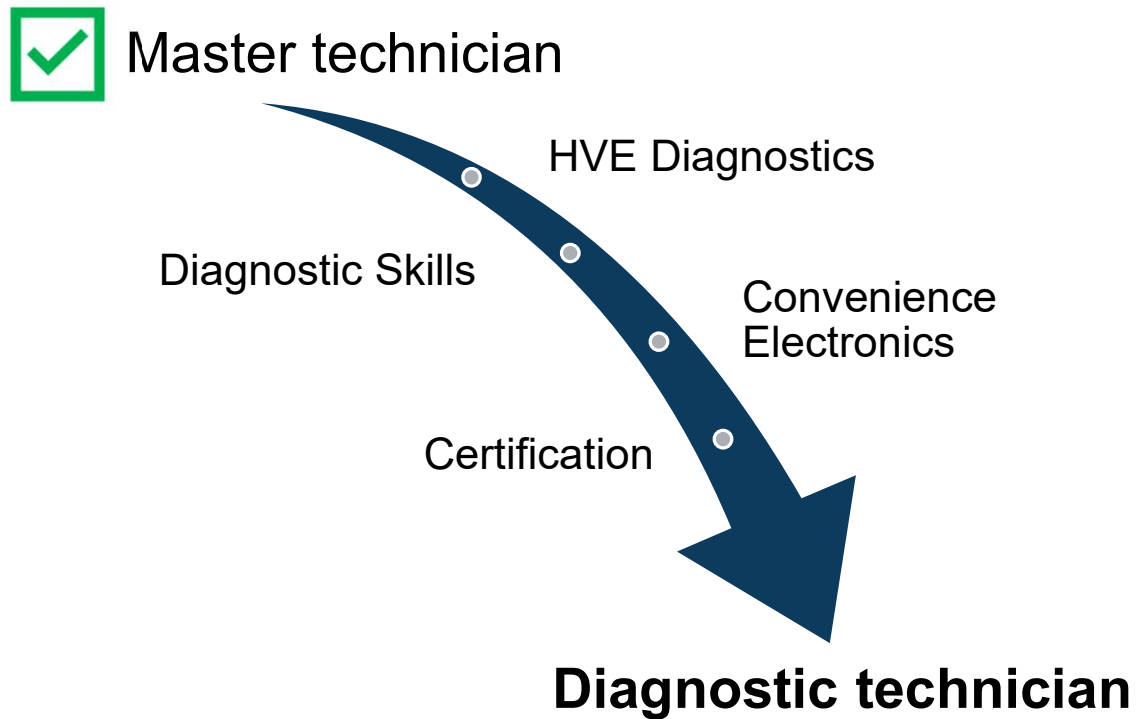 Master technician
HVE Diagnostics
Diagnostic Skills
Convenience
Electronics
Certification
Diagnostic technician